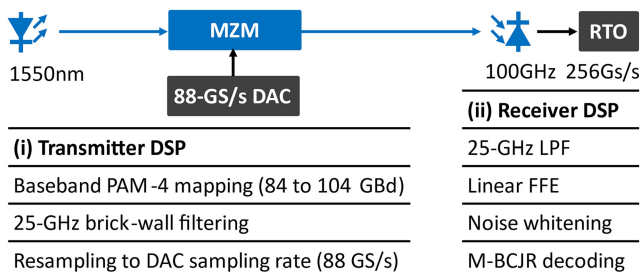 MZM
RTO
1550nm
88-GS/s DAC
100GHz 256Gs/s
(i) Transmitter DSP
Baseband PAM-4 mapping (84 to 104 GBd)
25-GHz brick-wall filtering
Resampling to DAC sampling rate (88 GS/s)
(ii) Receiver DSP
25-GHz LPF
Linear FFE
Noise whitening
M-BCJR decoding